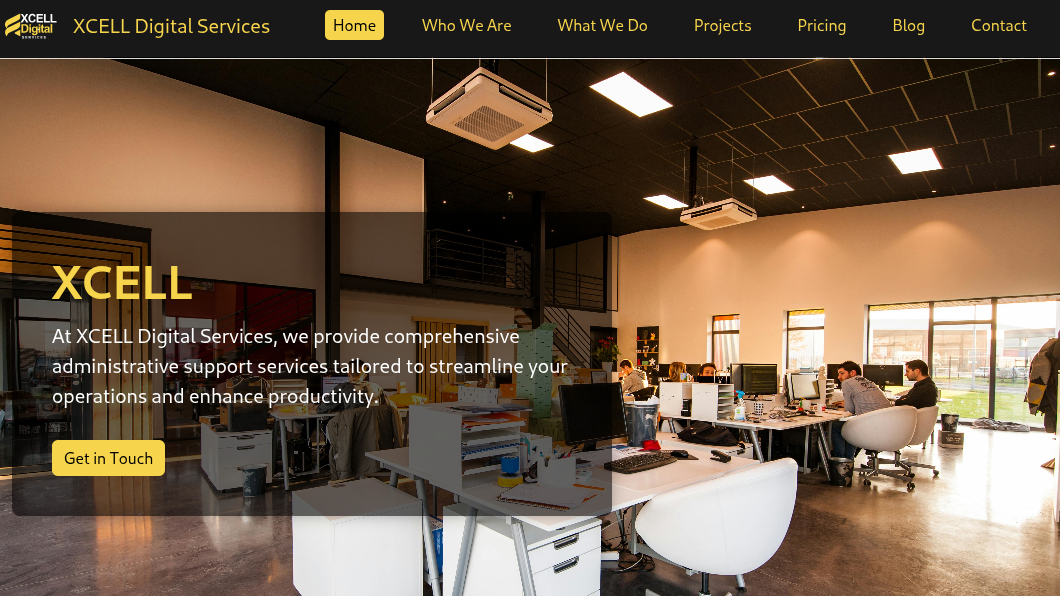 XCELL
Digital
SERVICES
XCELL Digital Services
Home
Who We Are
What We Do
Projects
Pricing
Blog
Contact
XCELL
At XCELL Digital Services, we provide comprehensive
administrative support services tailored to streamline your
operations and enhance productivity.
Get in Touch